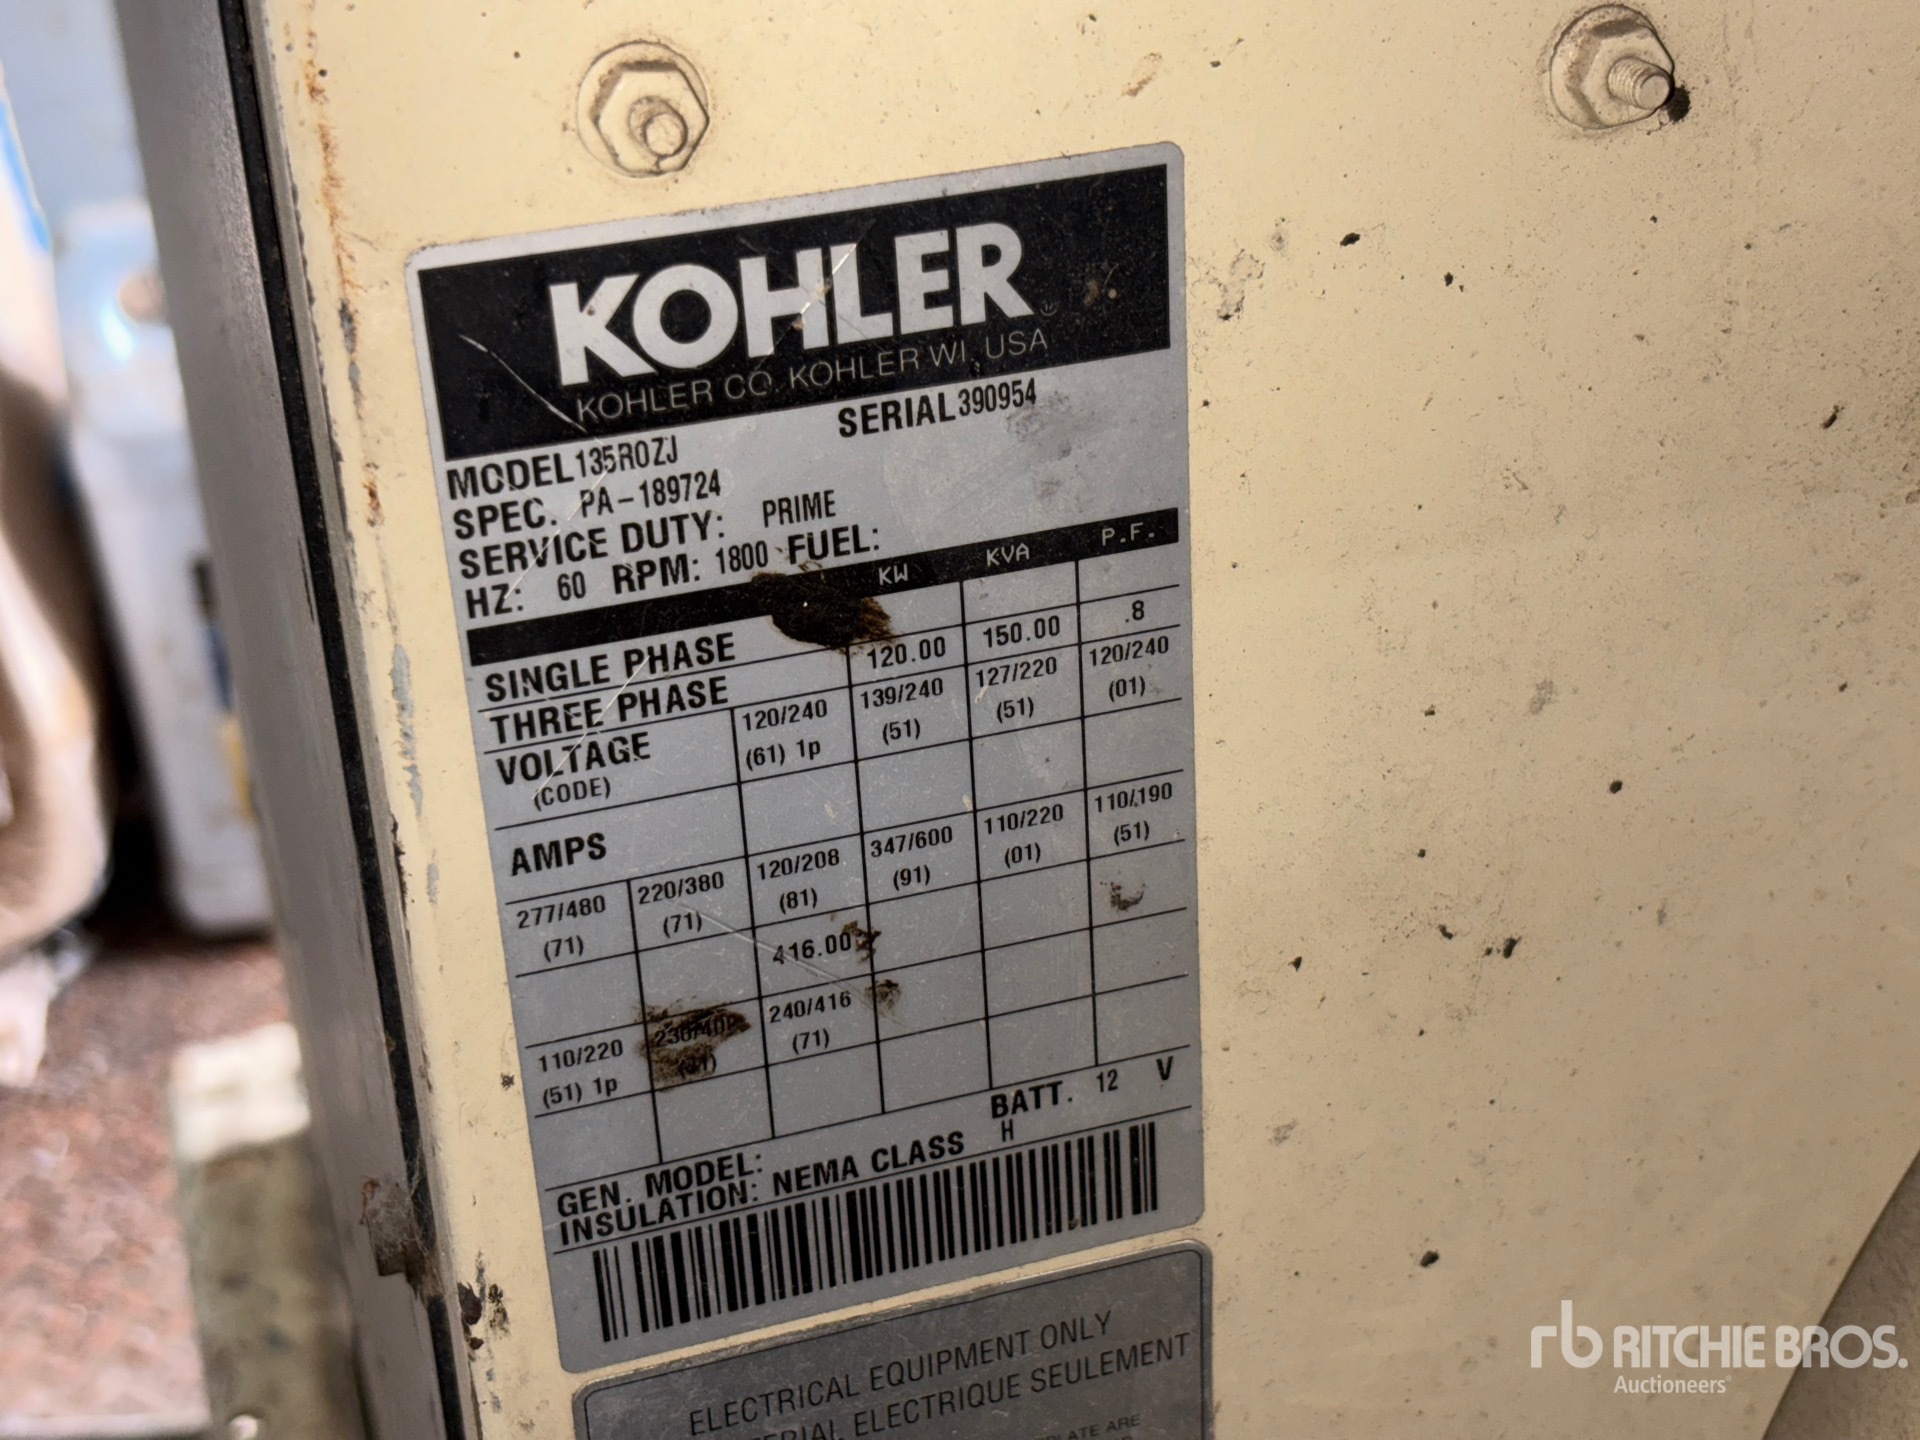 KOHLER
KOHLER CO. KOHLER WI. USA
MODEL 135ROZJ SERIAL 390954
SPEC. PA-189724
SERVICE DUTY: PRIME
HZ: 60 RPM: 1800 FUEL:
KW KVA P.F.
SINGLE PHASE
THREE PHASE 120.00 150.00 .8
VOLTAGE 120/240 139/240 127/220 120/240
(CODE) (61) 1p (51) (51) (01)
AMPS
277/480 220/380 120/208 347/600 110/220 110/190
(71) (71) (81) (91) (01) (51)
416.00
110/220 240/416
(51) 1p (71)
BATT. 12 V
GEN. MODEL:
INSULATION: NEMA CLASS H
ELECTRICAL EQUIPMENT ONLY
ELECTRIQUE SEULEMENT
ARE
rb RITCHIE BROS.
Auctioneers